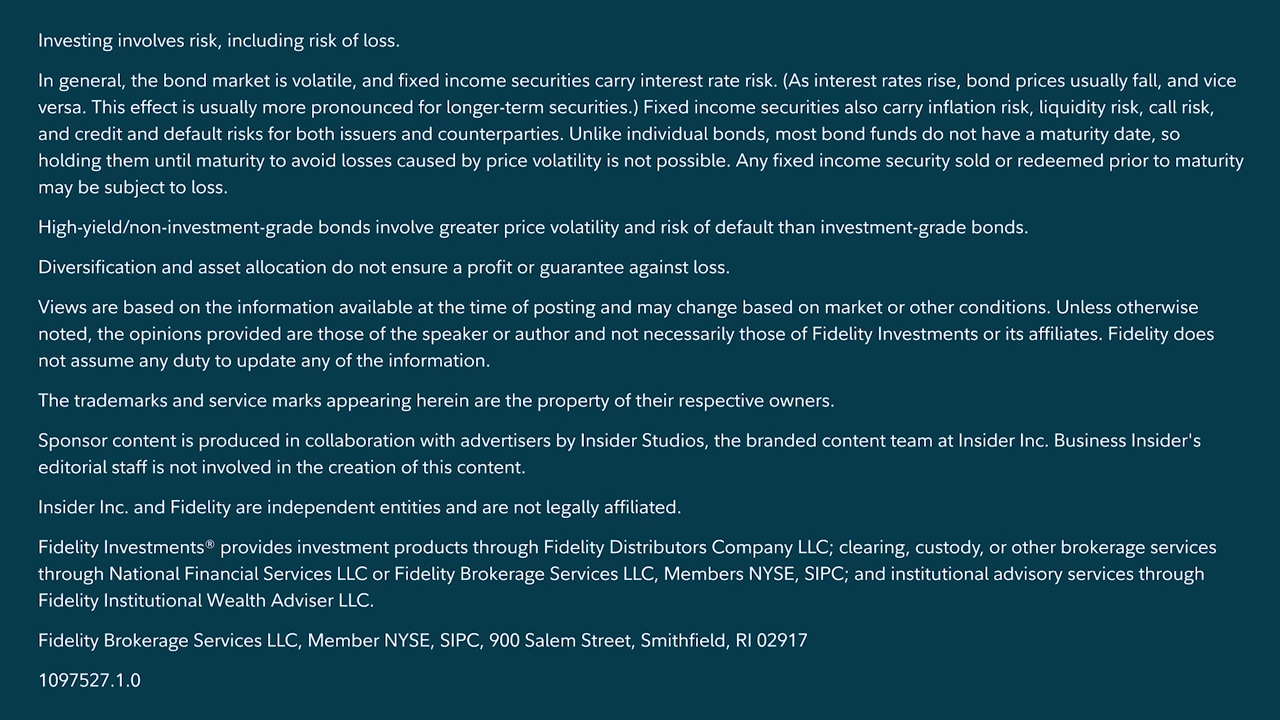 Investing involves risk, including risk of loss.
In general, the bond market is volatile, and fixed income securities carry interest rate risk. (As interest rates rise, bond prices usually fall, and vice
versa. This effect is usually more pronounced for longer-term securities.) Fixed income securities also carry inflation risk, liquidity risk, call risk,
and credit and default risks for both issuers and counterparties. Unlike individual bonds, most bond funds do not have a maturity date, so
holding them until maturity to avoid losses caused by price volatility is not possible. Any fixed income security sold or redeemed prior to maturity
may be subject to loss.
High-yield/non-investment-grade bonds involve greater price volatility and risk of default than investment-grade bonds.
Diversification and asset allocation do not ensure a profit or guarantee against loss.
Views are based on the information available at the time of posting and may change based on market or other conditions. Unless otherwise
noted, the opinions provided are those of the speaker or author and not necessarily those of Fidelity Investments or its affiliates. Fidelity does
not assume any duty to update any of the information.
The trademarks and service marks appearing herein are the property of their respective owners.
Sponsor content is produced in collaboration with advertisers by Insider Studios, the branded content team at Insider Inc. Business Insider's
editorial staff is not involved in the creation of this content.
Insider Inc. and Fidelity are independent entities and are not legally affiliated.
Fidelity Investments® provides investment products through Fidelity Distributors Company LLC; clearing, custody, or other brokerage services
through National Financial Services LLC or Fidelity Brokerage Services LLC, Members NYSE, SIPC; and institutional advisory services through
Fidelity Institutional Wealth Adviser LLC.
Fidelity Brokerage Services LLC, Member NYSE, SIPC, 900 Salem Street, Smithfield, RI 02917
1097527.1.0